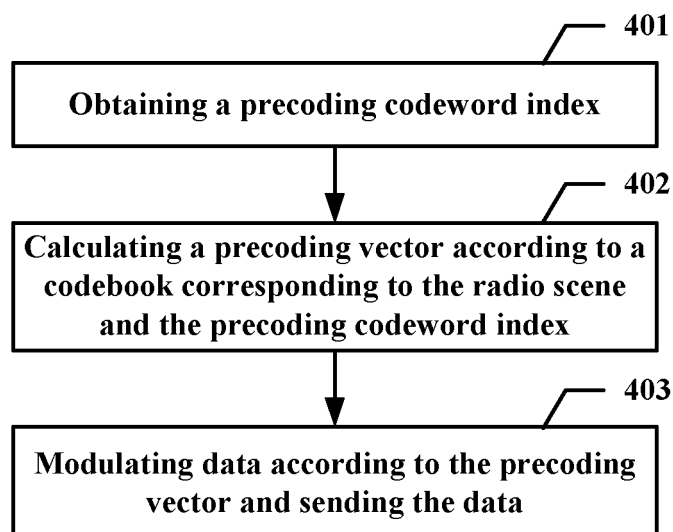 401
Obtaining a precoding codeword index
402
Calculating a precoding vector according to a
codebook corresponding to the radio scene
and the precoding codeword index
403
Modulating data according to the precoding
vector and sending the data